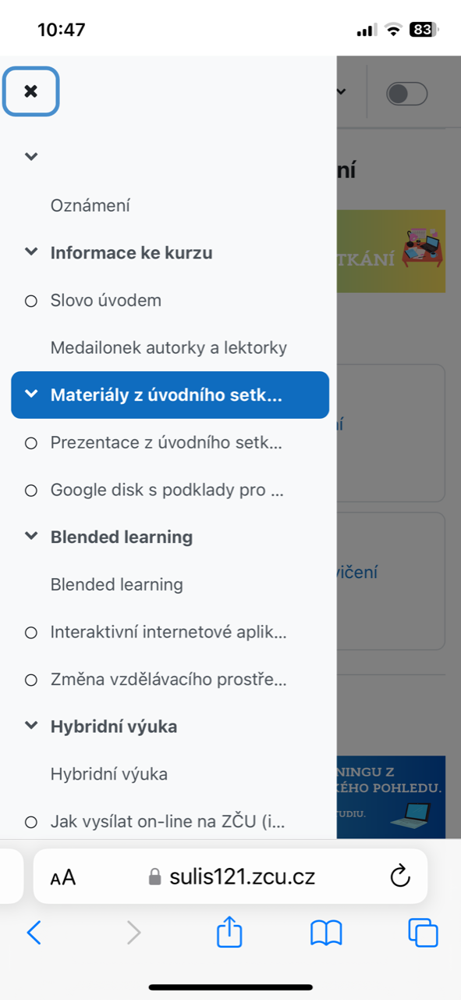 10:47
83
ní
Oznámení
TKÁNÍ
Informace ke kurzu
Slovo úvodem
Medailonek autorky a lektorky
Materiály z úvodního setk...
Prezentace z úvodního setk...
Google disk s podklady pro ...
Blended learning
vičení
Blended learning
Interaktivní internetové aplik...
Změna vzdělávacího prostře...
Hybridní výuka
Hybridní výuka
NINGU Z
KÉHO POHLEDU.
UDIU.
Jak vysílat on-line na ZČU (i...
AA
sulis121.zcu.cz